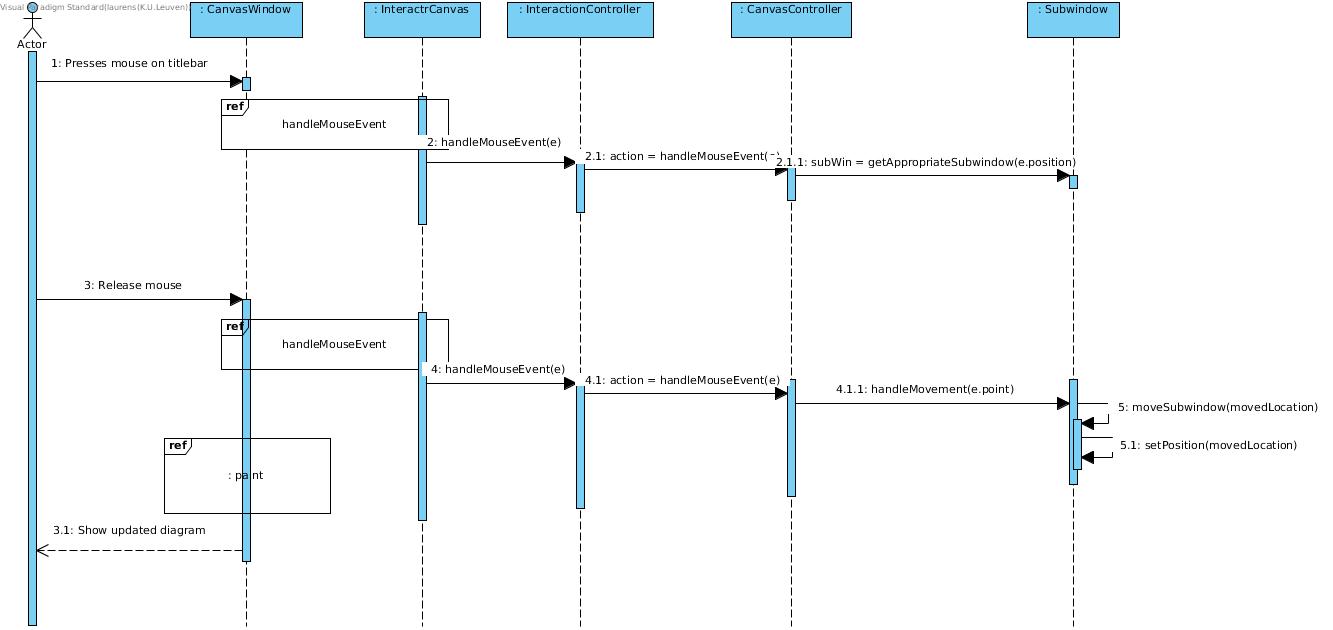 Visual Paradigm Standard(laurens(K.U.Leuven))
Actor
: CanvasWindow
: InteractrCanvas
: InteractionController
: CanvasController
: Subwindow
1: Presses mouse on titlebar
ref
handleMouseEvent
2: handleMouseEvent(e)
2.1: action = handleMouseEvent(
2.1.1: subWin = getAppropriateSubwindow(e.position)
3: Release mouse
ref
handleMouseEvent
4: handleMouseEvent(e)
4.1: action = handleMouseEvent(e)
4.1.1: handleMovement(e.point)
5: moveSubwindow(movedLocation)
5.1: setPosition(movedLocation)
ref
: paint
3.1: Show updated diagram